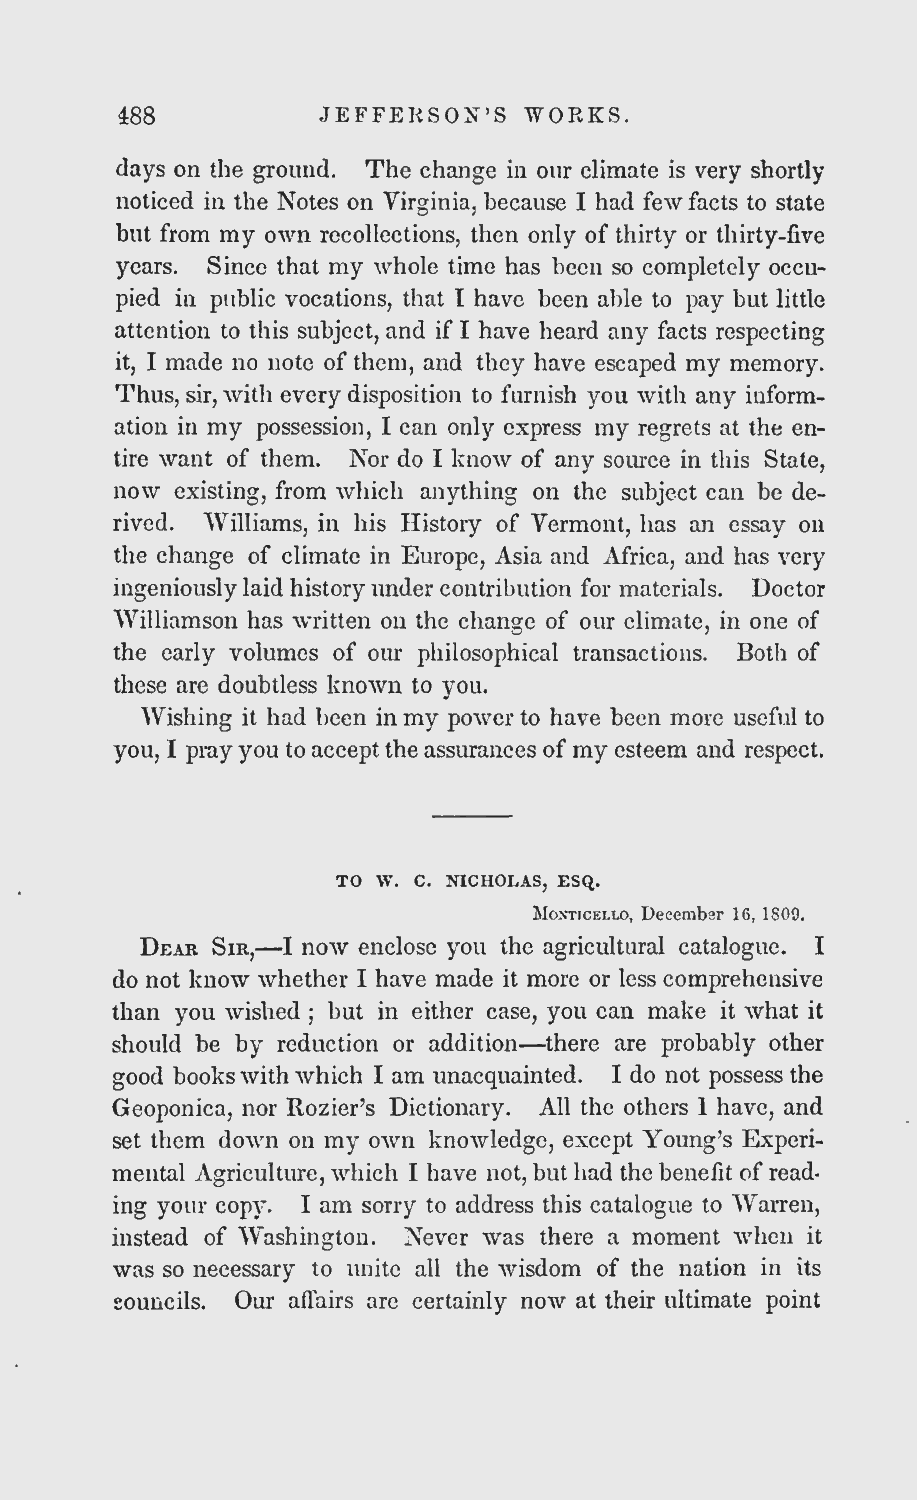 488 JEFFERSON'S WORKS.
days on the ground. The change in our climate is very shortly
noticed in the Notes on Virginia, because I had few facts to state
but from my own recollections, then only of thirty or thirty-five
years. Since that my whole time has been so completely occu-
pied in public vocations, that I have been able to pay but little
attention to this subject, and if I have heard any facts respecting
it, I made no note of them, and they have escaped my memory.
Thus, sir, with every disposition to furnish you with any inform-
ation in my possession, I can only express my regrets at the en-
tire want of them. Nor do I know of any source in this State,
now existing, from which anything on the subject can be de-
rived. Williams, in his History of Vermont, has an essay on
the change of climate in Europe, Asia and Africa, and has very
ingeniously laid history under contribution for materials. Doctor
Williamson has written on the change of our climate, in one of
the early volumes of our philosophical transactions. Both of
these are doubtless known to you.
Wishing it had been in my power to have been more useful to
you, I pray you to accept the assurances of my esteem and respect.
TO W. C. NICHOLAS, ESQ.
MONTICELLO, December 16, 1809.
DEAR SIR,—I now enclose you the agricultural catalogue. I
do not know whether I have made it more or less comprehensive
than you wished ; but in either case, you can make it what it
should be by reduction or addition—there are probably other
good books with which I am unacquainted. I do not possess the
Geoponica, nor Rozier's Dictionary. All the others I have, and
set them down on my own knowledge, except Young's Experi-
mental Agriculture, which I have not, but had the benefit of read-
ing your copy. I am sorry to address this catalogue to Warren,
instead of Washington. Never was there a moment when it
was so necessary to unite all the wisdom of the nation in its
councils. Our affairs are certainly now at their ultimate point